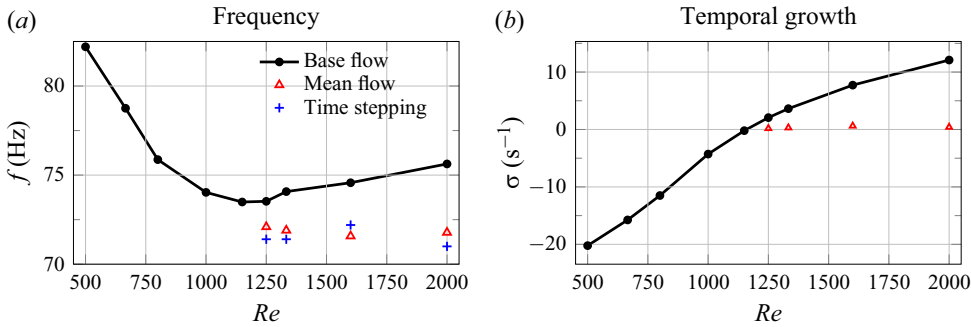 (a) Frequency
Base flow
Mean flow
Time stepping
80
75
70
f (Hz)
500 750 1000 1250 1500 1750 2000
Re
(b) Temporal growth
10
0
−10
−20
σ (s⁻¹)
500 750 1000 1250 1500 1750 2000
Re